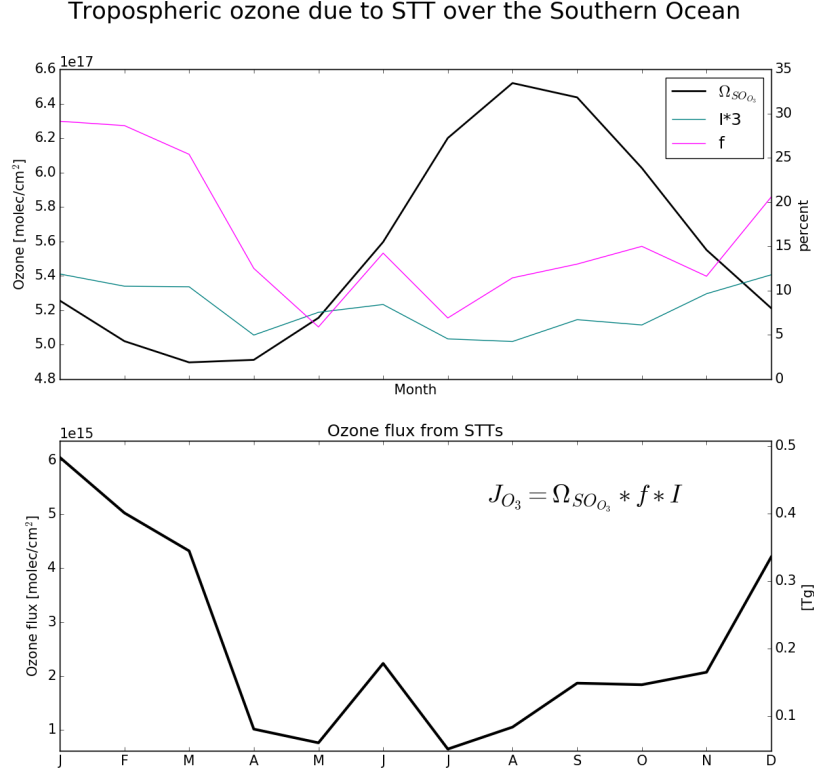 Tropospheric ozone due to STT over the Southern Ocean
1e17
6.6
6.4
6.2
6.0
5.8
5.6
5.4
5.2
5.0
4.8
Ozone [molec/cm²]
Ω_{SO_{O_3}}
I*3
f
35
30
25
20
15
10
5
0
percent
Month
Ozone flux from STTs
1e15
6
5
4
3
2
1
Ozone flux [molec/cm²]
J_{O_3} = Ω_{SO_{O_3}} * f * I
0.5
0.4
0.3
0.2
0.1
[Tg]
J F M A M J J A S O N D